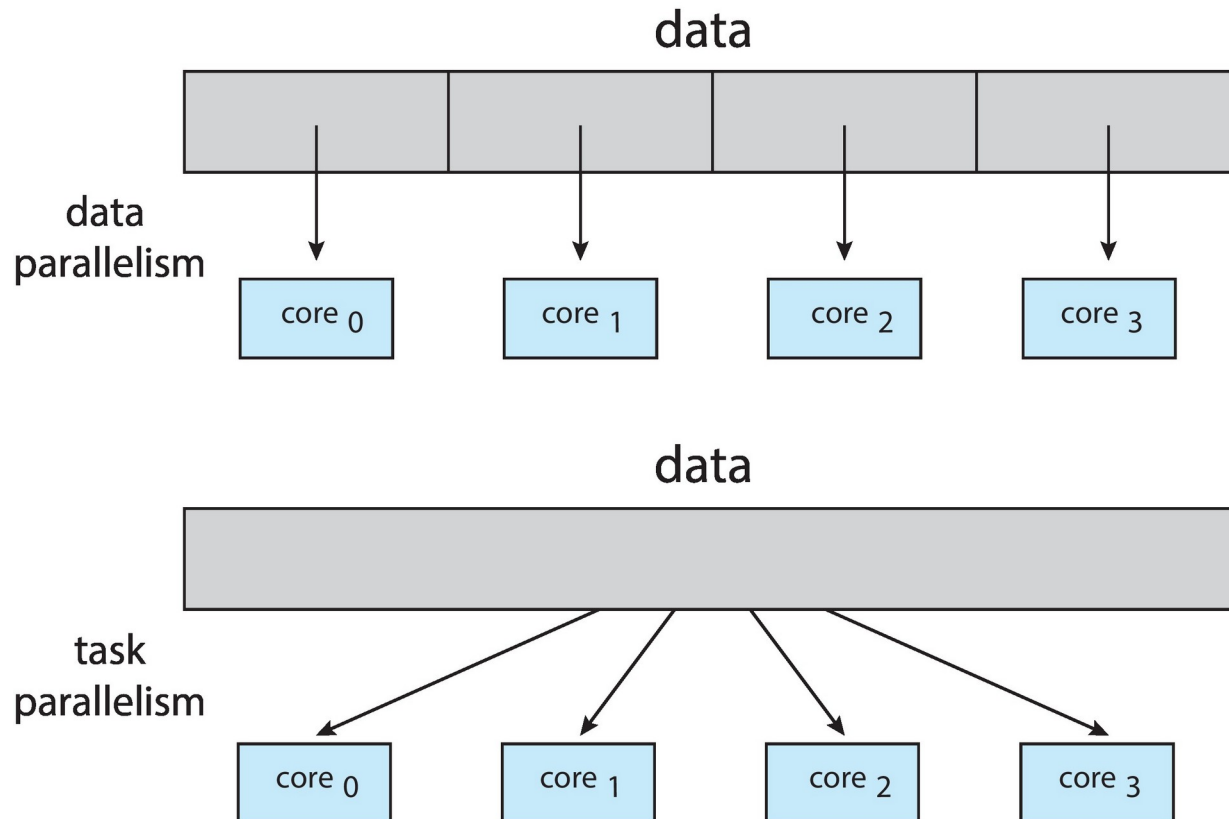 data
data
parallelism
core 0
core 1
core 2
core 3
data
task
parallelism
core 0
core 1
core 2
core 3